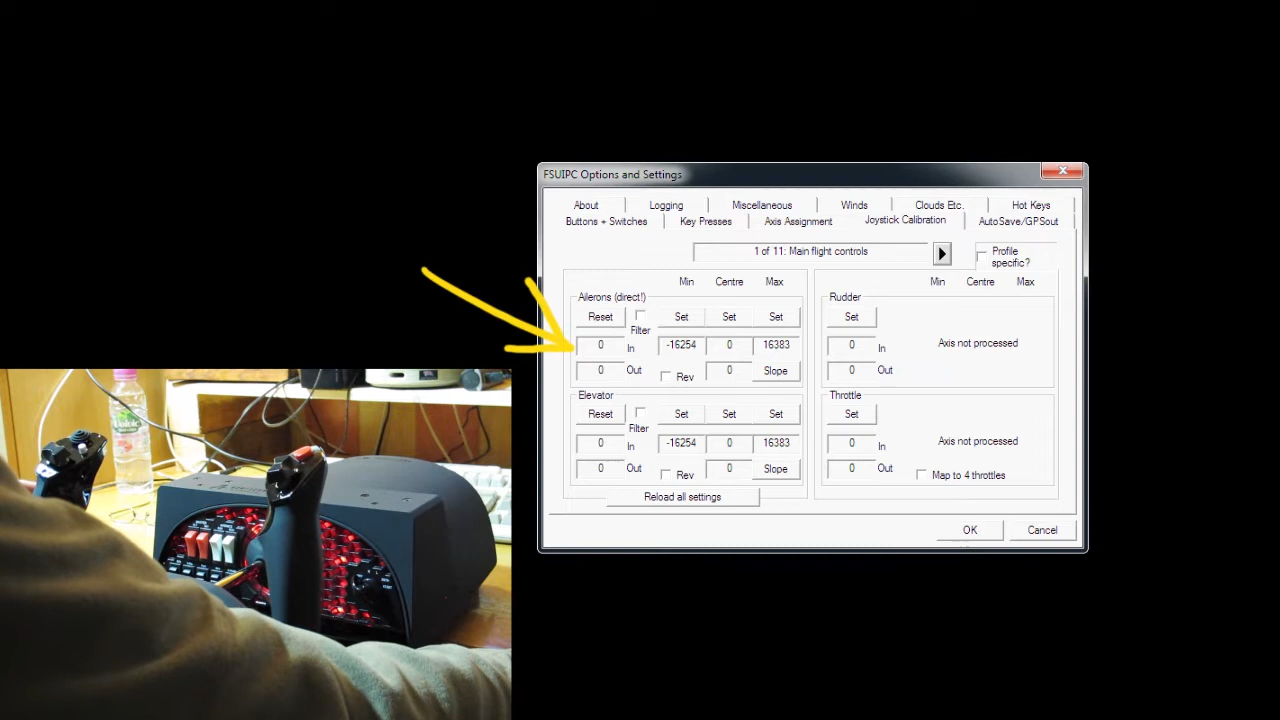 FSUIPC Options and Settings
About Logging Miscellaneous Winds Clouds Etc. Hot Keys
Buttons + Switches Key Presses Axis Assignment Joystick Calibration AutoSave/GPSout
1 of 11: Main flight controls
Profile specific?
Min Centre Max
Ailerons (direct!)
Reset Filter Set Set Set
0 In -16254 0 16383
0 Out Rev 0 Slope
Elevator
Reset Filter Set Set Set
0 In -16254 0 16383
0 Out Rev 0 Slope
Reload all settings
Min Centre Max
Rudder
Set
0 In Axis not processed
0 Out
Throttle
Set
0 In Axis not processed
0 Out Map to 4 throttles
OK Cancel
Volvic